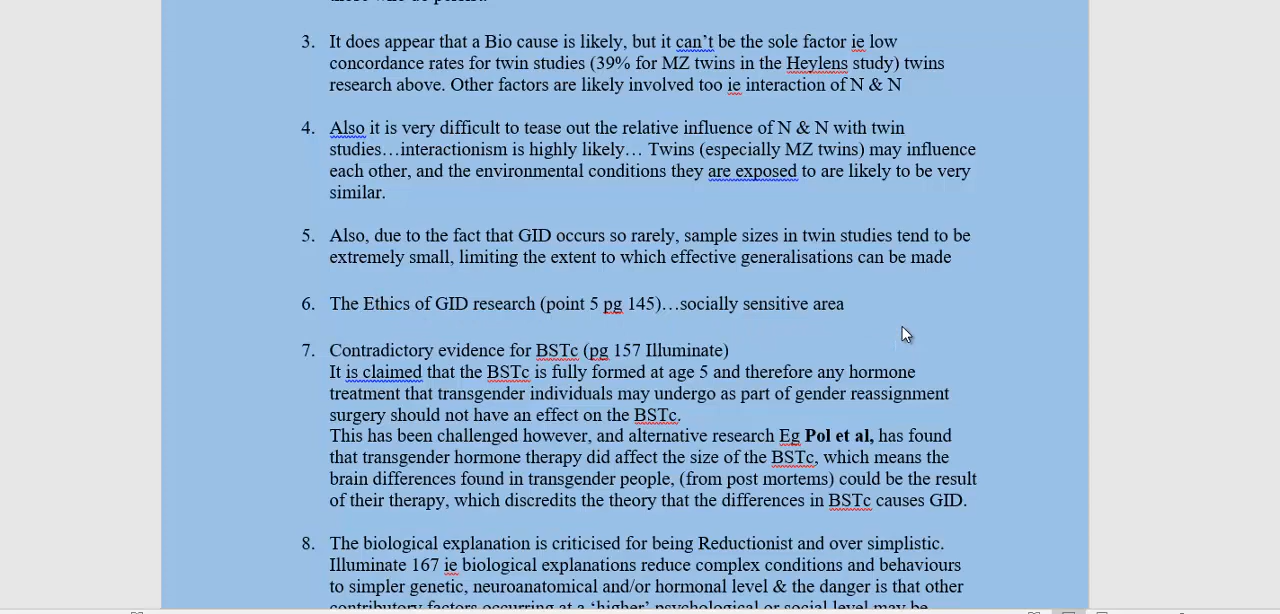 3. It does appear that a Bio cause is likely, but it can’t be the sole factor ie low
concordance rates for twin studies (39% for MZ twins in the Heylens study) twins
research above. Other factors are likely involved too ie interaction of N & N
4. Also it is very difficult to tease out the relative influence of N & N with twin
studies…interactionism is highly likely… Twins (especially MZ twins) may influence
each other, and the environmental conditions they are exposed to are likely to be very
similar.
5. Also, due to the fact that GID occurs so rarely, sample sizes in twin studies tend to be
extremely small, limiting the extent to which effective generalisations can be made
6. The Ethics of GID research (point 5 pg 145)…socially sensitive area
7. Contradictory evidence for BSTc (pg 157 Illuminate)
It is claimed that the BSTc is fully formed at age 5 and therefore any hormone
treatment that transgender individuals may undergo as part of gender reassignment
surgery should not have an effect on the BSTc.
This has been challenged however, and alternative research Eg Pol et al, has found
that transgender hormone therapy did affect the size of the BSTc, which means the
brain differences found in transgender people, (from post mortems) could be the result
of their therapy, which discredits the theory that the differences in BSTc causes GID.
8. The biological explanation is criticised for being Reductionist and over simplistic.
Illuminate 167 ie biological explanations reduce complex conditions and behaviours
to simpler genetic, neuroanatomical and/or hormonal level & the danger is that other
contributory factors occurring at a ‘higher’ psychological or social level may be